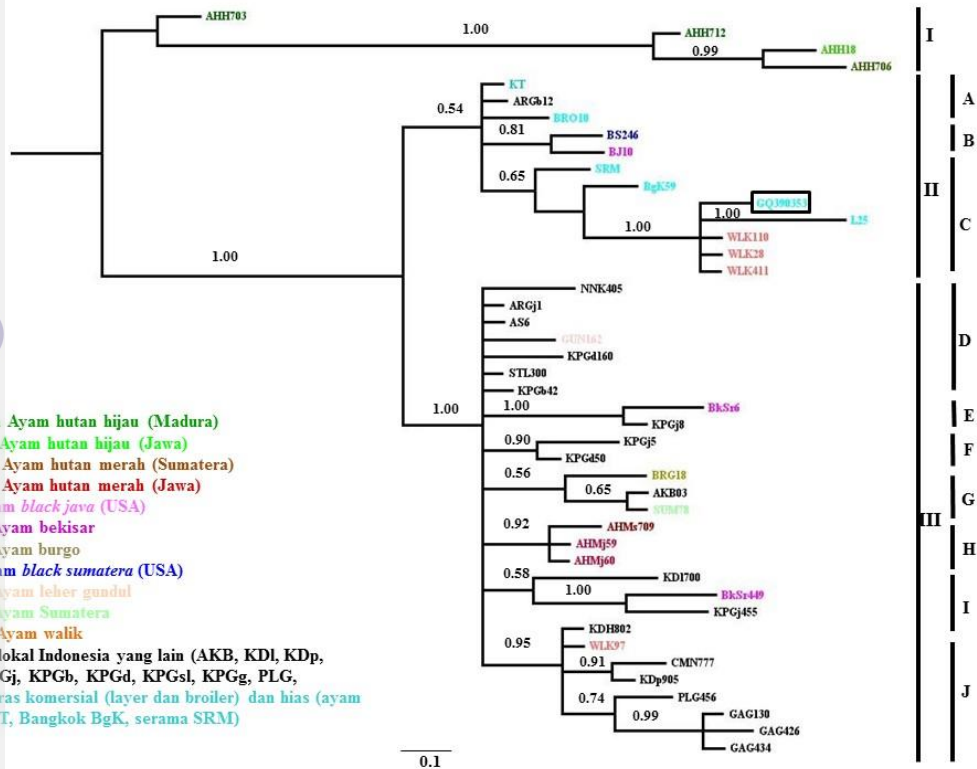 AHH703
1.00
AHH712
0.99
AHH18
AHH706
I
KT
0.54
ARGb12
A
BRO10
0.81
BS246
B
BJ10
SRM
0.65
BgK59
II
GQ390353
1.00
L25
C
1.00
WLK110
WLK28
WLK411
1.00
NNK405
ARGj1
AS6
GUN162
D
KPGd160
STL300
KPGb42
1.00
1.00
BkSr6
E
KPGj8
0.90
KPGj5
F
KPGd50
0.56
BRG18
0.65
AKB03
G
SUM78
III
0.92
AHMs709
AHMj59
H
AHMj60
0.58
KDl700
1.00
BkSr449
I
KPGj455
KDH802
0.95
WLK97
0.91
CMN777
KDp905
J
0.74
PLG456
0.99
GAG130
GAG426
GAG434
0.1
Ayam hutan hijau (Madura)
Ayam hutan hijau (Jawa)
Ayam hutan merah (Sumatera)
Ayam hutan merah (Jawa)
am black java (USA)
Ayam bekisar
Ayam burgo
am black sumatera (USA)
Ayam leher gundul
Ayam Sumatera
Ayam walik
lokal Indonesia yang lain (AKB, KDl, KDp,
Gj, KPGb, KPGd, KPGsl, KPGg, PLG,
ras komersial (layer dan broiler) dan hias (ayam
T, Bangkok BgK, serama SRM)